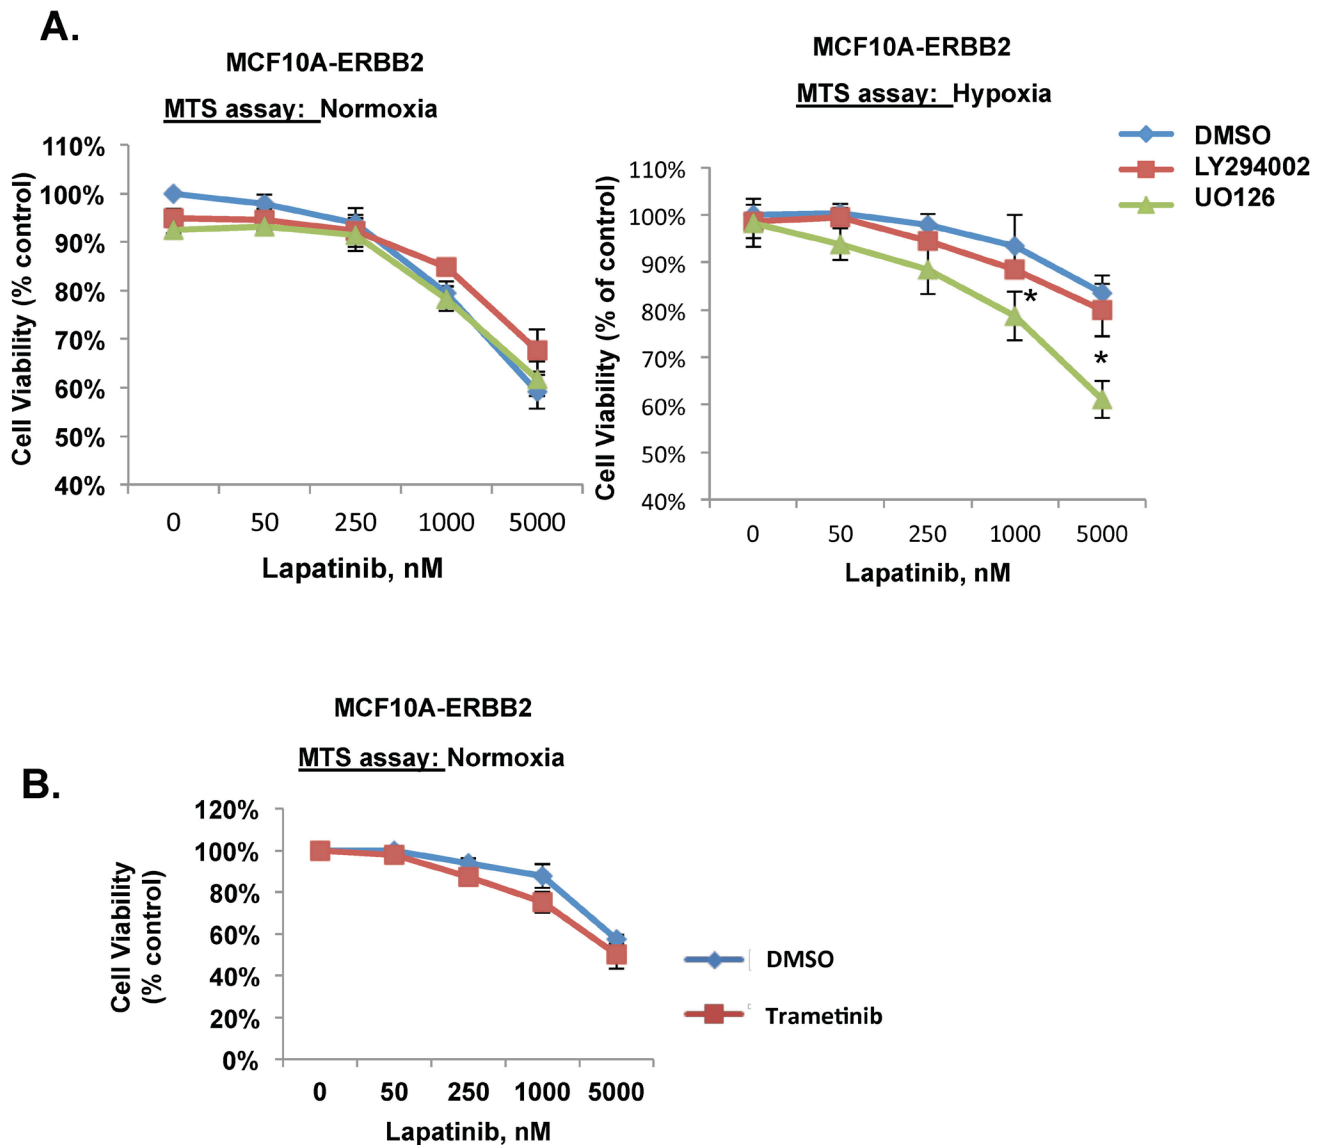 A.
MCF10A-ERBB2
MTS assay: Normoxia
110%
100%
90%
80%
70%
60%
50%
40%
Cell Viability (% control)
0 50 250 1000 5000
Lapatinib, nM
MCF10A-ERBB2
MTS assay: Hypoxia
110%
100%
90%
80%
70%
60%
50%
40%
Cell Viability (% of control)
*
*
0 50 250 1000 5000
Lapatinib, nM
DMSO
LY294002
UO126
B.
MCF10A-ERBB2
MTS assay: Normoxia
120%
100%
80%
60%
40%
20%
0%
Cell Viability
(% control)
0 50 250 1000 5000
Lapatinib, nM
DMSO
Trametinib